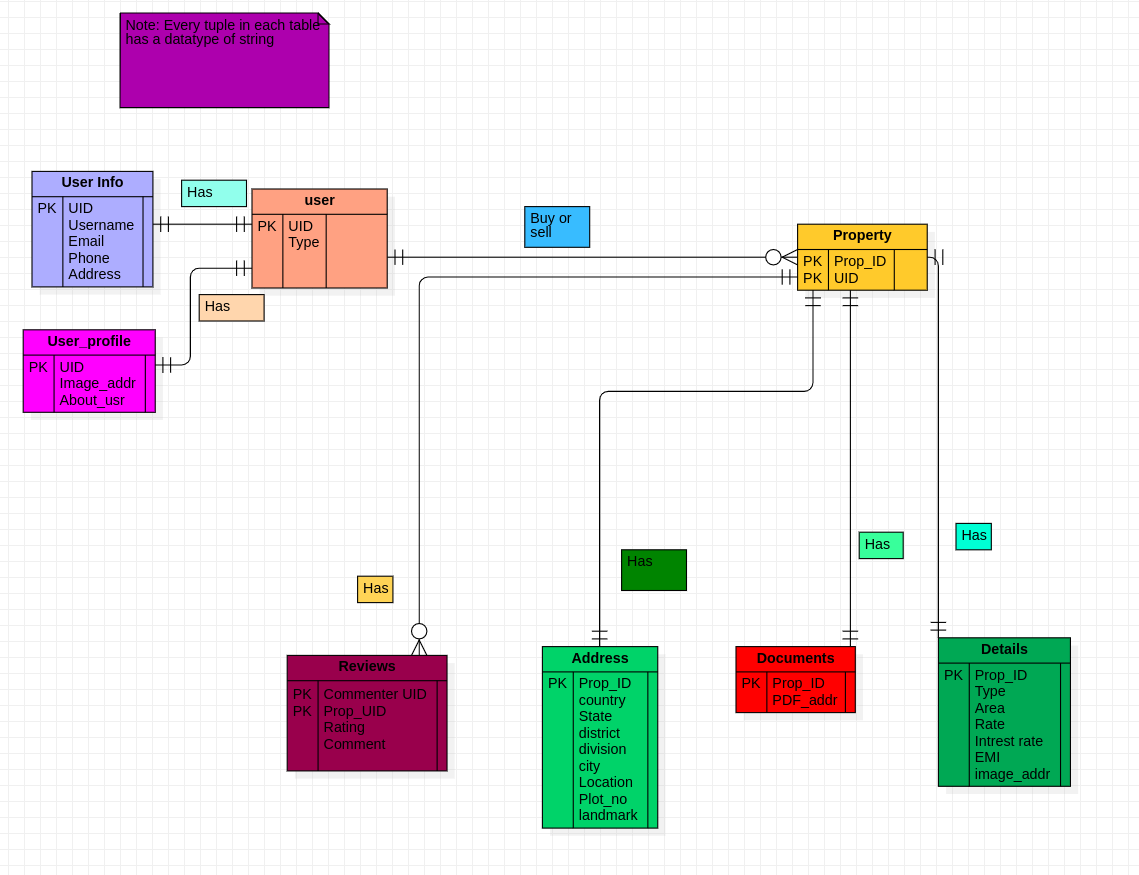 Note: Every tuple in each table
has a datatype of string
User Info
PK UID
Username
Email
Phone
Address
Has
user
PK UID
Type
Buy or
sell
Property
PK Prop_ID
PK UID
Has
User_profile
PK UID
Image_addr
About_usr
Has
Has
Has
Has
Reviews
PK Commenter UID
PK Prop_UID
Rating
Comment
Address
PK Prop_ID
country
State
district
division
city
Location
Plot_no
landmark
Documents
PK Prop_ID
PDF_addr
Details
PK Prop_ID
Type
Area
Rate
Intrest rate
EMI
image_addr